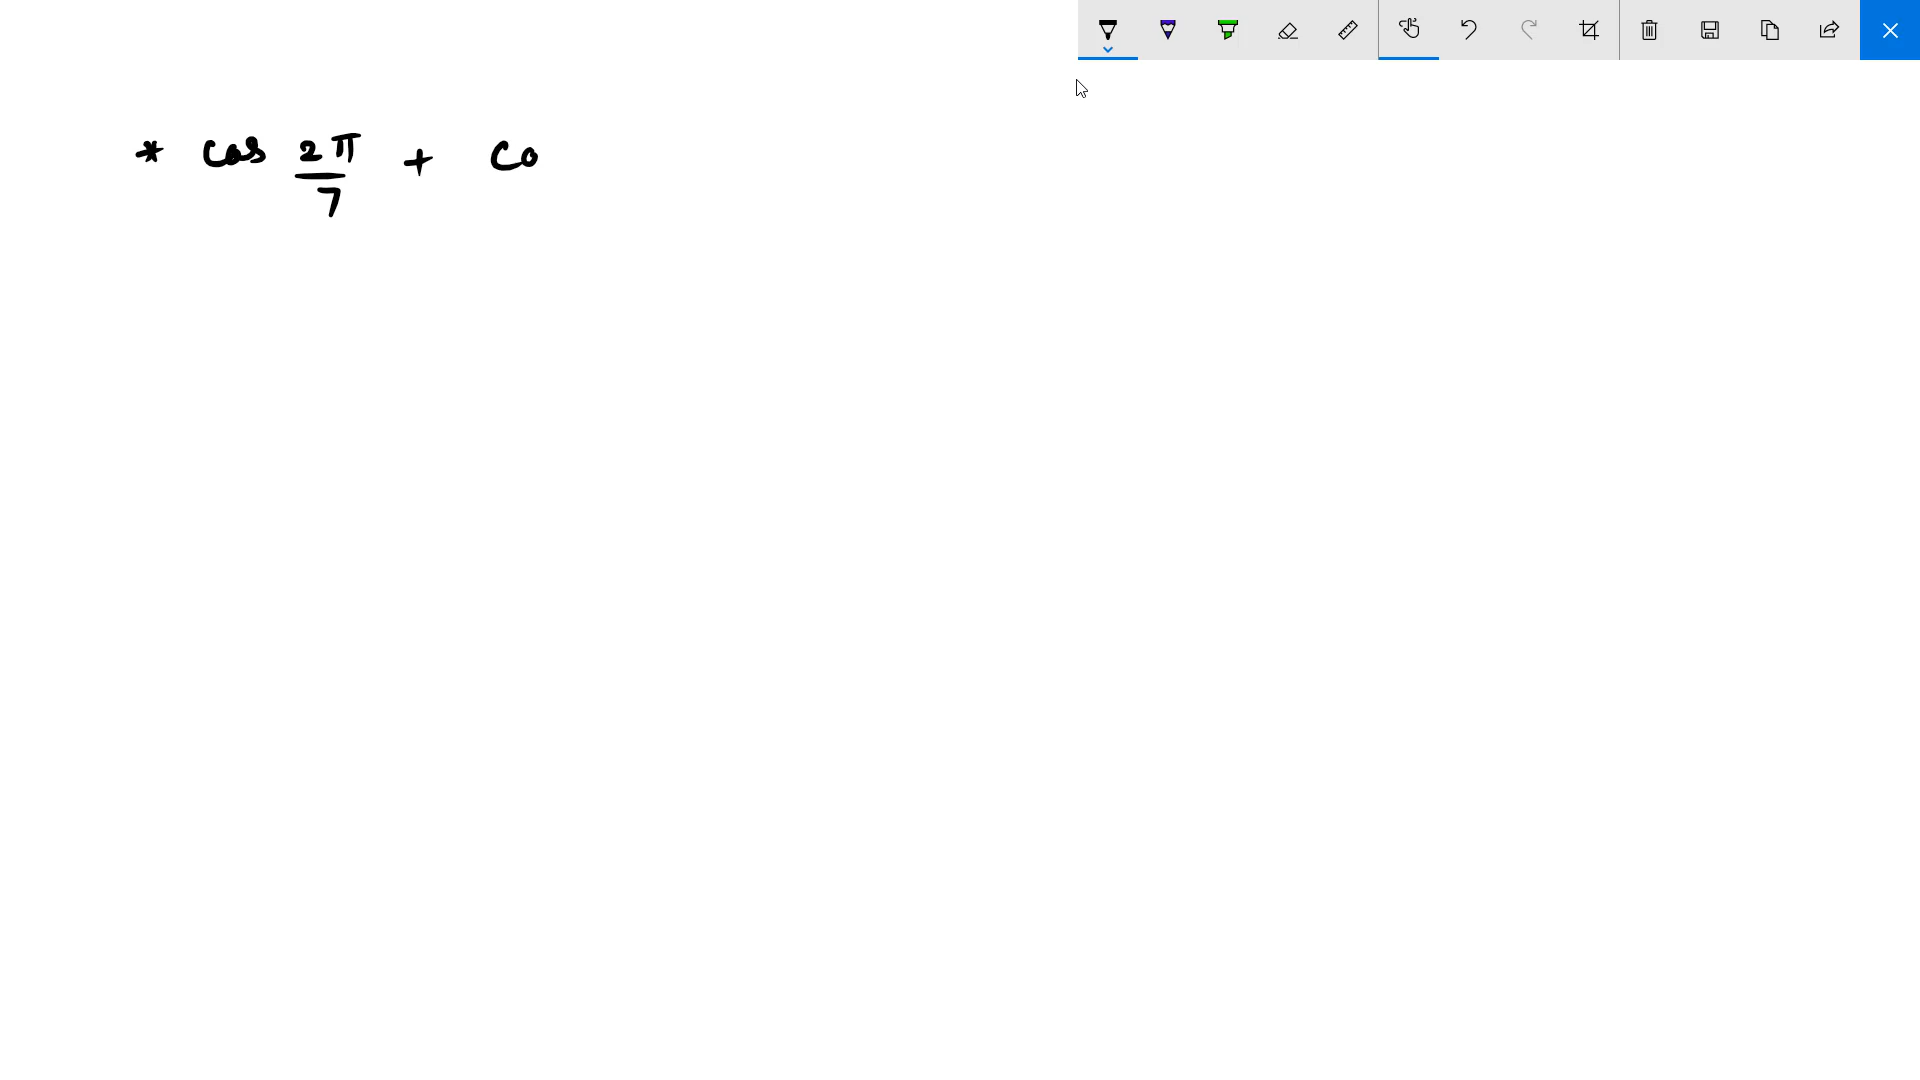 * cos 2π/7 + co